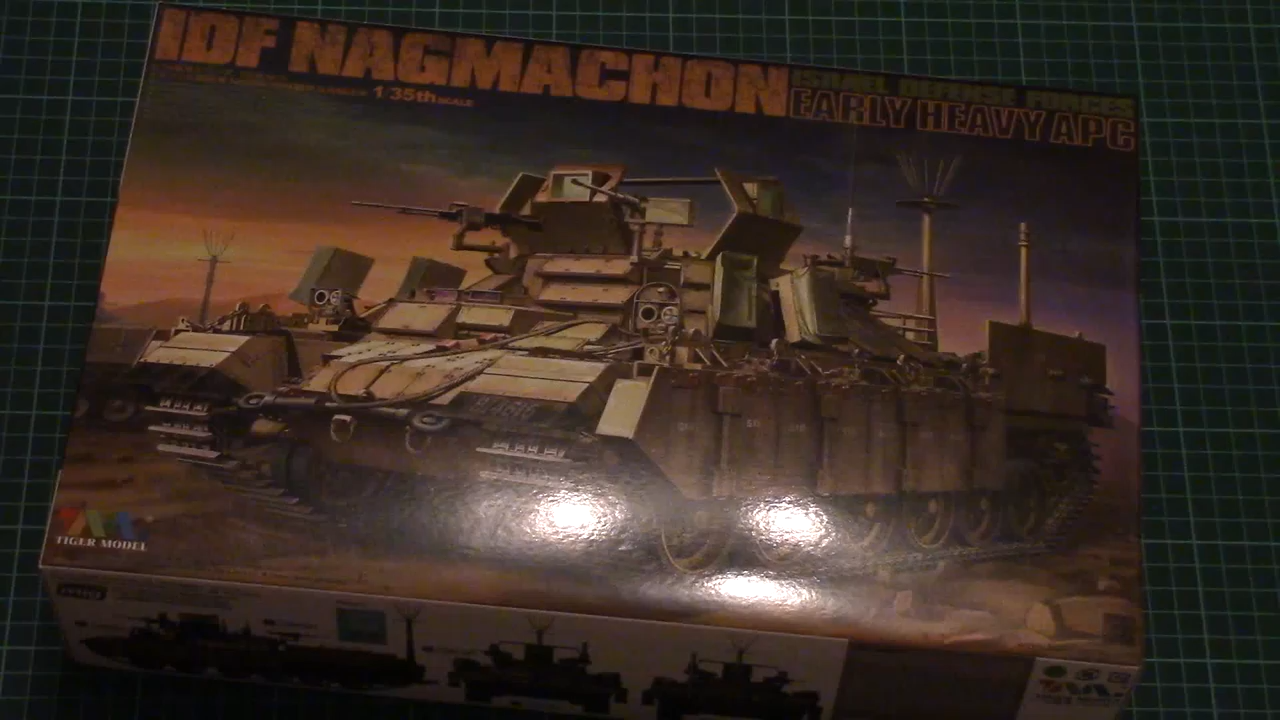 IDF NAGMACHON
ISRAEL DEFENSE FORCES
EARLY HEAVY APC
1/35th SCALE
TIGER MODEL